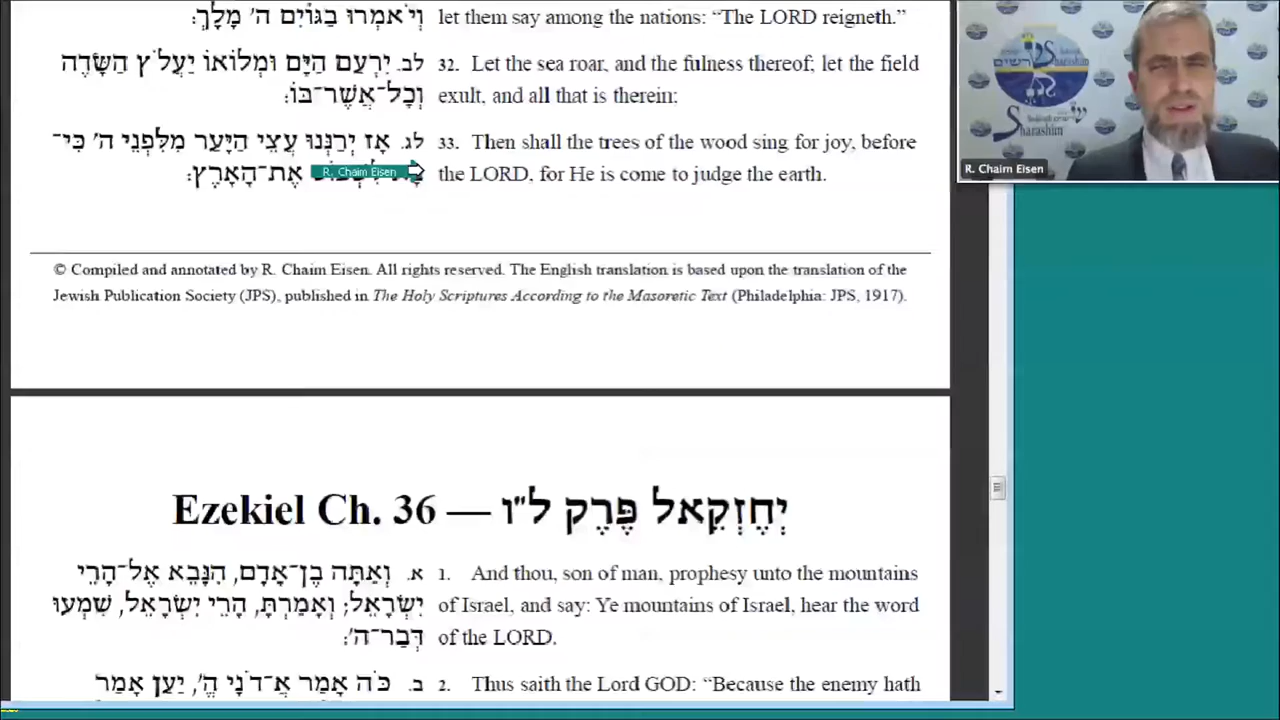 וְיֹאמְרוּ בַגּוֹיִם ה' מָלָךְ:
let them say among the nations: “The LORD reigneth.”
לב. יִרְעַם הַיָּם וּמְלוֹאוֹ יַעֲלֹץ הַשָּׂדֶה
וְכָל־אֲשֶׁר־בּוֹ:
32. Let the sea roar, and the fulness thereof; let the field
exult, and all that is therein:
לג. אָז יְרַנְּנוּ עֲצֵי הַיָּעַר מִלִּפְנֵי ה' כִּי־
אֶת־הָאָרֶץ:
33. Then shall the trees of the wood sing for joy, before
the LORD, for He is come to judge the earth.
R. Chaim Eisen
© Compiled and annotated by R. Chaim Eisen. All rights reserved. The English translation is based upon the translation of the
Jewish Publication Society (JPS), published in The Holy Scriptures According to the Masoretic Text (Philadelphia: JPS, 1917).
Ezekiel Ch. 36 — יְחֶזְקֵאל פֶּרֶק ל"ו
א. וְאַתָּה בֶן־אָדָם, הִנָּבֵא אֶל־הָרֵי
יִשְׂרָאֵל; וְאָמַרְתָּ, הָרֵי יִשְׂרָאֵל, שִׁמְעוּ
דְּבַר־ה':
1. And thou, son of man, prophesy unto the mountains
of Israel, and say: Ye mountains of Israel, hear the word
of the LORD.
ב. כֹּה אָמַר אֲ־דֹנָי הֱ', יַעַן אָמַר
2. Thus saith the Lord GOD: “Because the enemy hath
Sharashim
R. Chaim Eisen